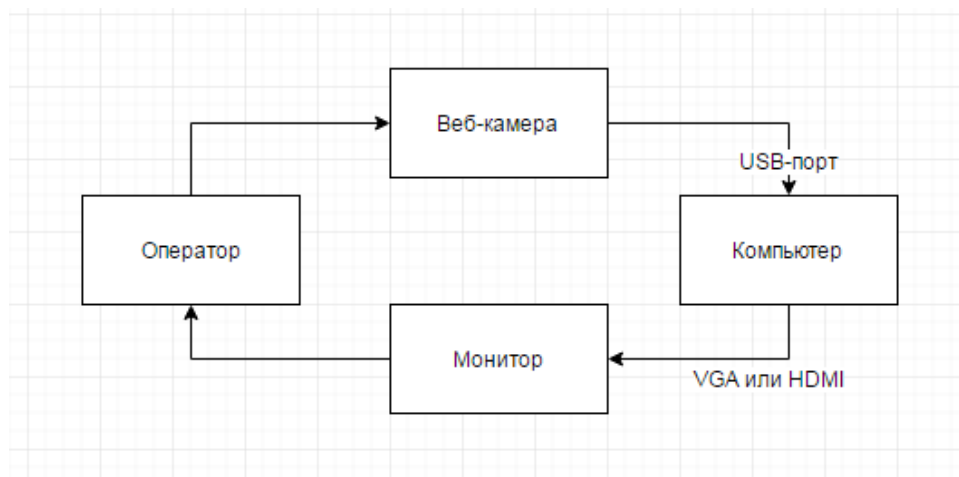 Веб-камера
USB-порт
Оператор
Компьютер
Монитор
VGA или HDMI